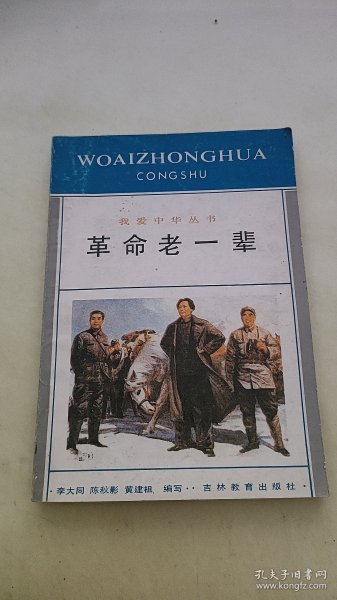 WOAIZHONGHUA
CONGSHU
我爱中华丛书
革命老一辈
·李大同 陈秋影 黄建祖 编写··吉林教育出版社·
孔夫子旧书网
www.kongfz.com